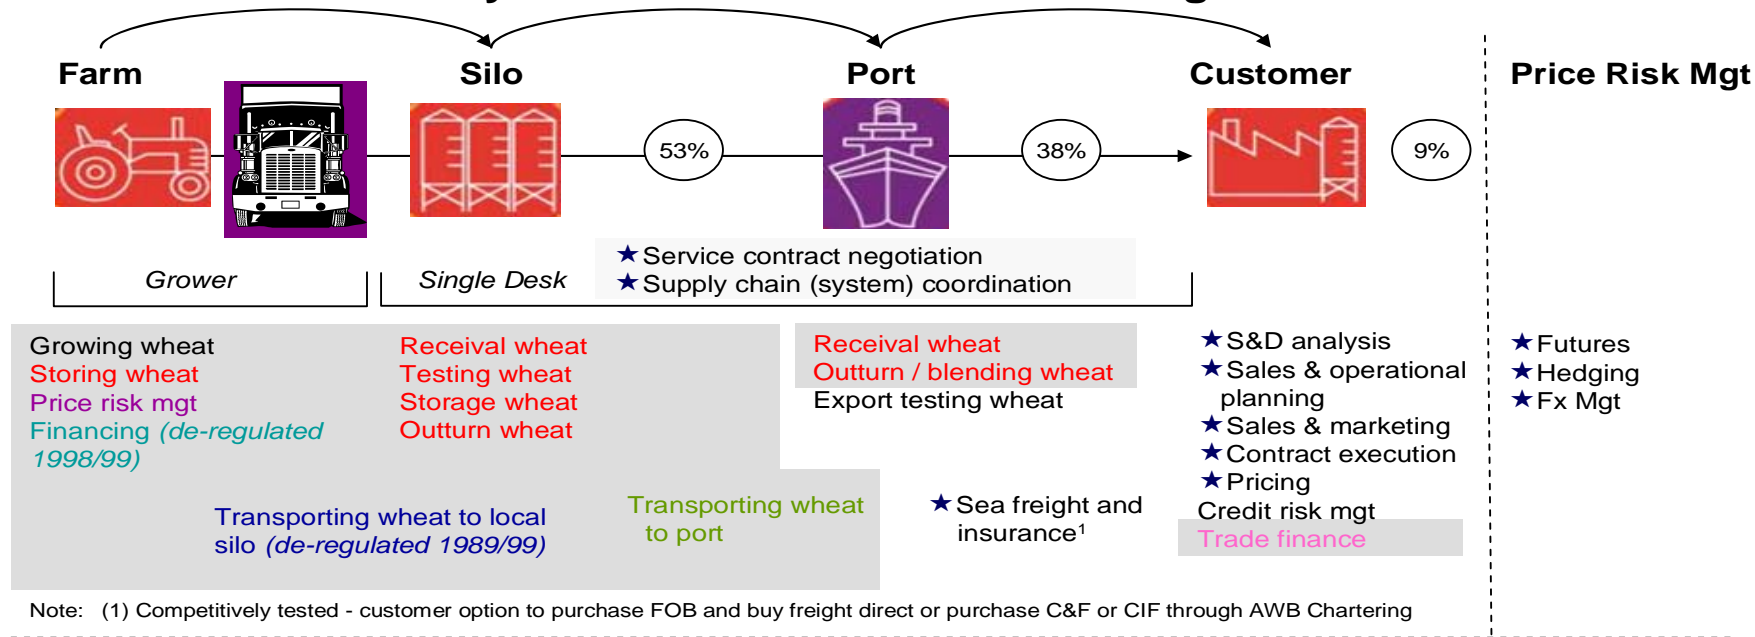 Farm
Silo
Port
Customer
Price Risk Mgt
53%
38%
9%
Grower
Single Desk
★Service contract negotiation
★Supply chain (system) coordination
Growing wheat
Storing wheat
Price risk mgt
Financing (de-regulated
1998/99)
Receival wheat
Testing wheat
Storage wheat
Outturn wheat
Transporting wheat to local
silo (de-regulated 1989/99)
Transporting wheat
to port
Receival wheat
Outturn / blending wheat
Export testing wheat
★Sea freight and
insurance¹
★S&D analysis
★Sales & operational
planning
★Sales & marketing
★Contract execution
★Pricing
Credit risk mgt
Trade finance
★Futures
★Hedging
★Fx Mgt
Note: (1) Competitively tested - customer option to purchase FOB and buy freight direct or purchase C&F or CIF through AWB Chartering